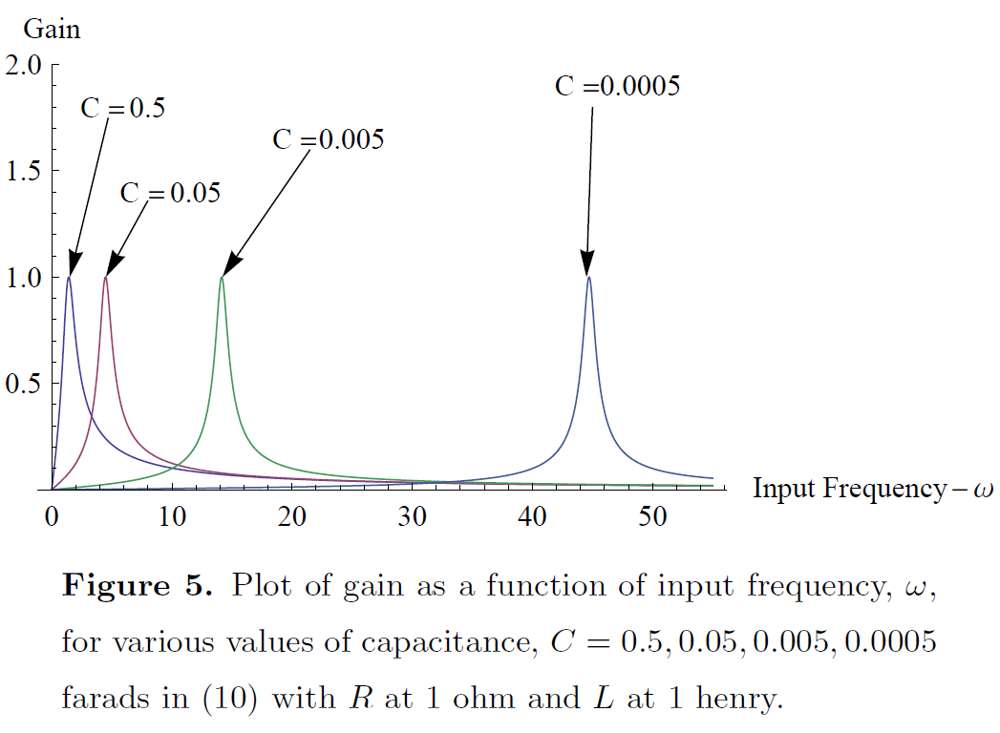 Gain
2.0
C =0.0005
C =0.5
C =0.005
1.5
C =0.05
1.0
0.5
Input Frequency – ω
0 10 20 30 40 50
Figure 5. Plot of gain as a function of input frequency, ω,
for various values of capacitance, C = 0.5, 0.05, 0.005, 0.0005
farads in (10) with R at 1 ohm and L at 1 henry.